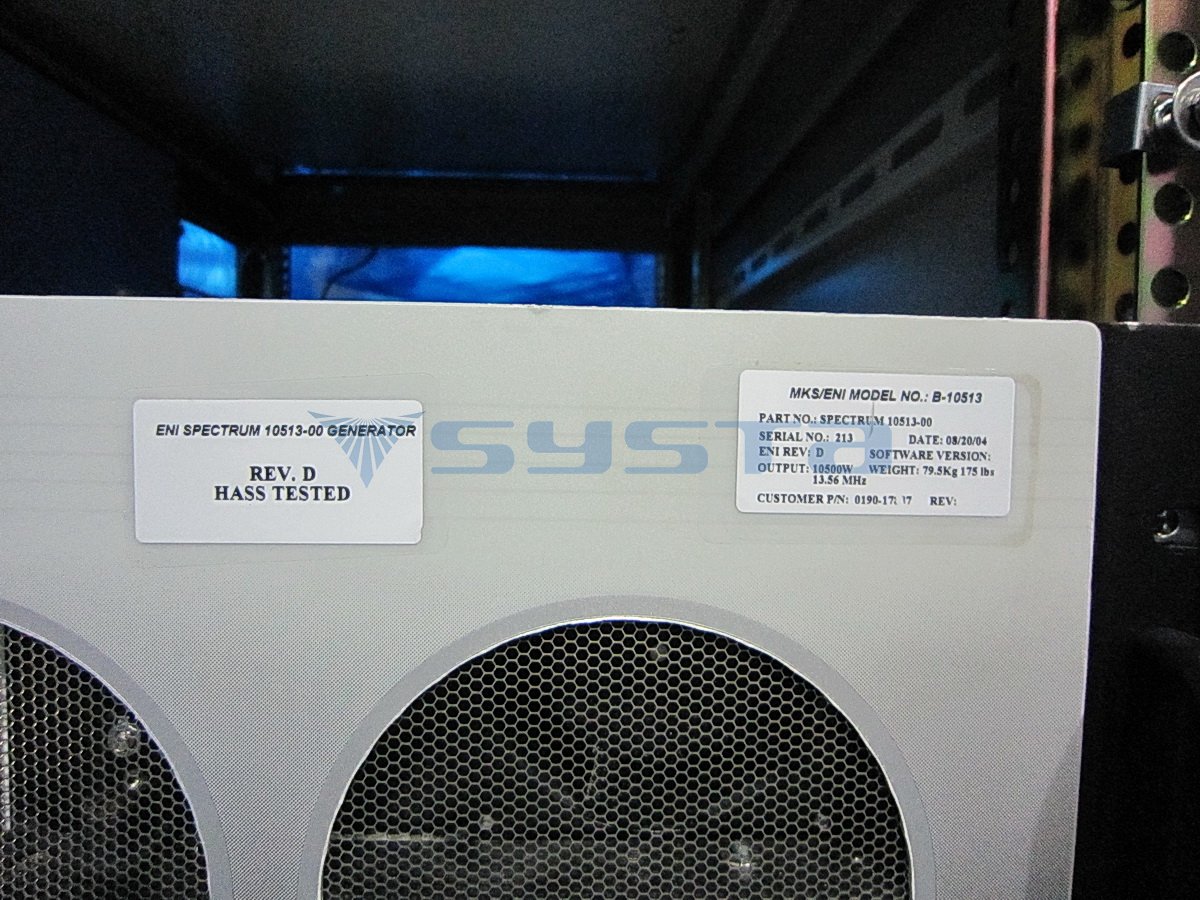 ENI SPECTRUM 10513-00 GENERATOR
REV. D
HASS TESTED
SYSTA
MKS/ENI MODEL NO.: B-10513
PART NO.: SPECTRUM 10513-00
SERIAL NO.: 213 DATE: 08/20/04
ENI REV: D SOFTWARE VERSION:
OUTPUT: 10500W WEIGHT: 79.5Kg 175 lbs
13.56 MHz
CUSTOMER P/N: REV: